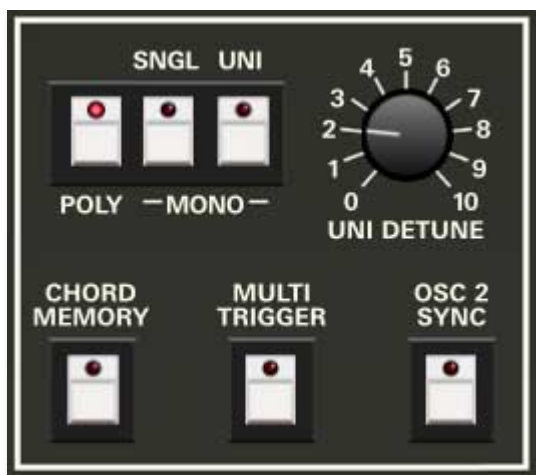 SNGL UNI
POLY MONO
0 1 2 3 4 5 6 7 8 9 10
UNI DETUNE
CHORD
MEMORY
MULTI
TRIGGER
OSC 2
SYNC